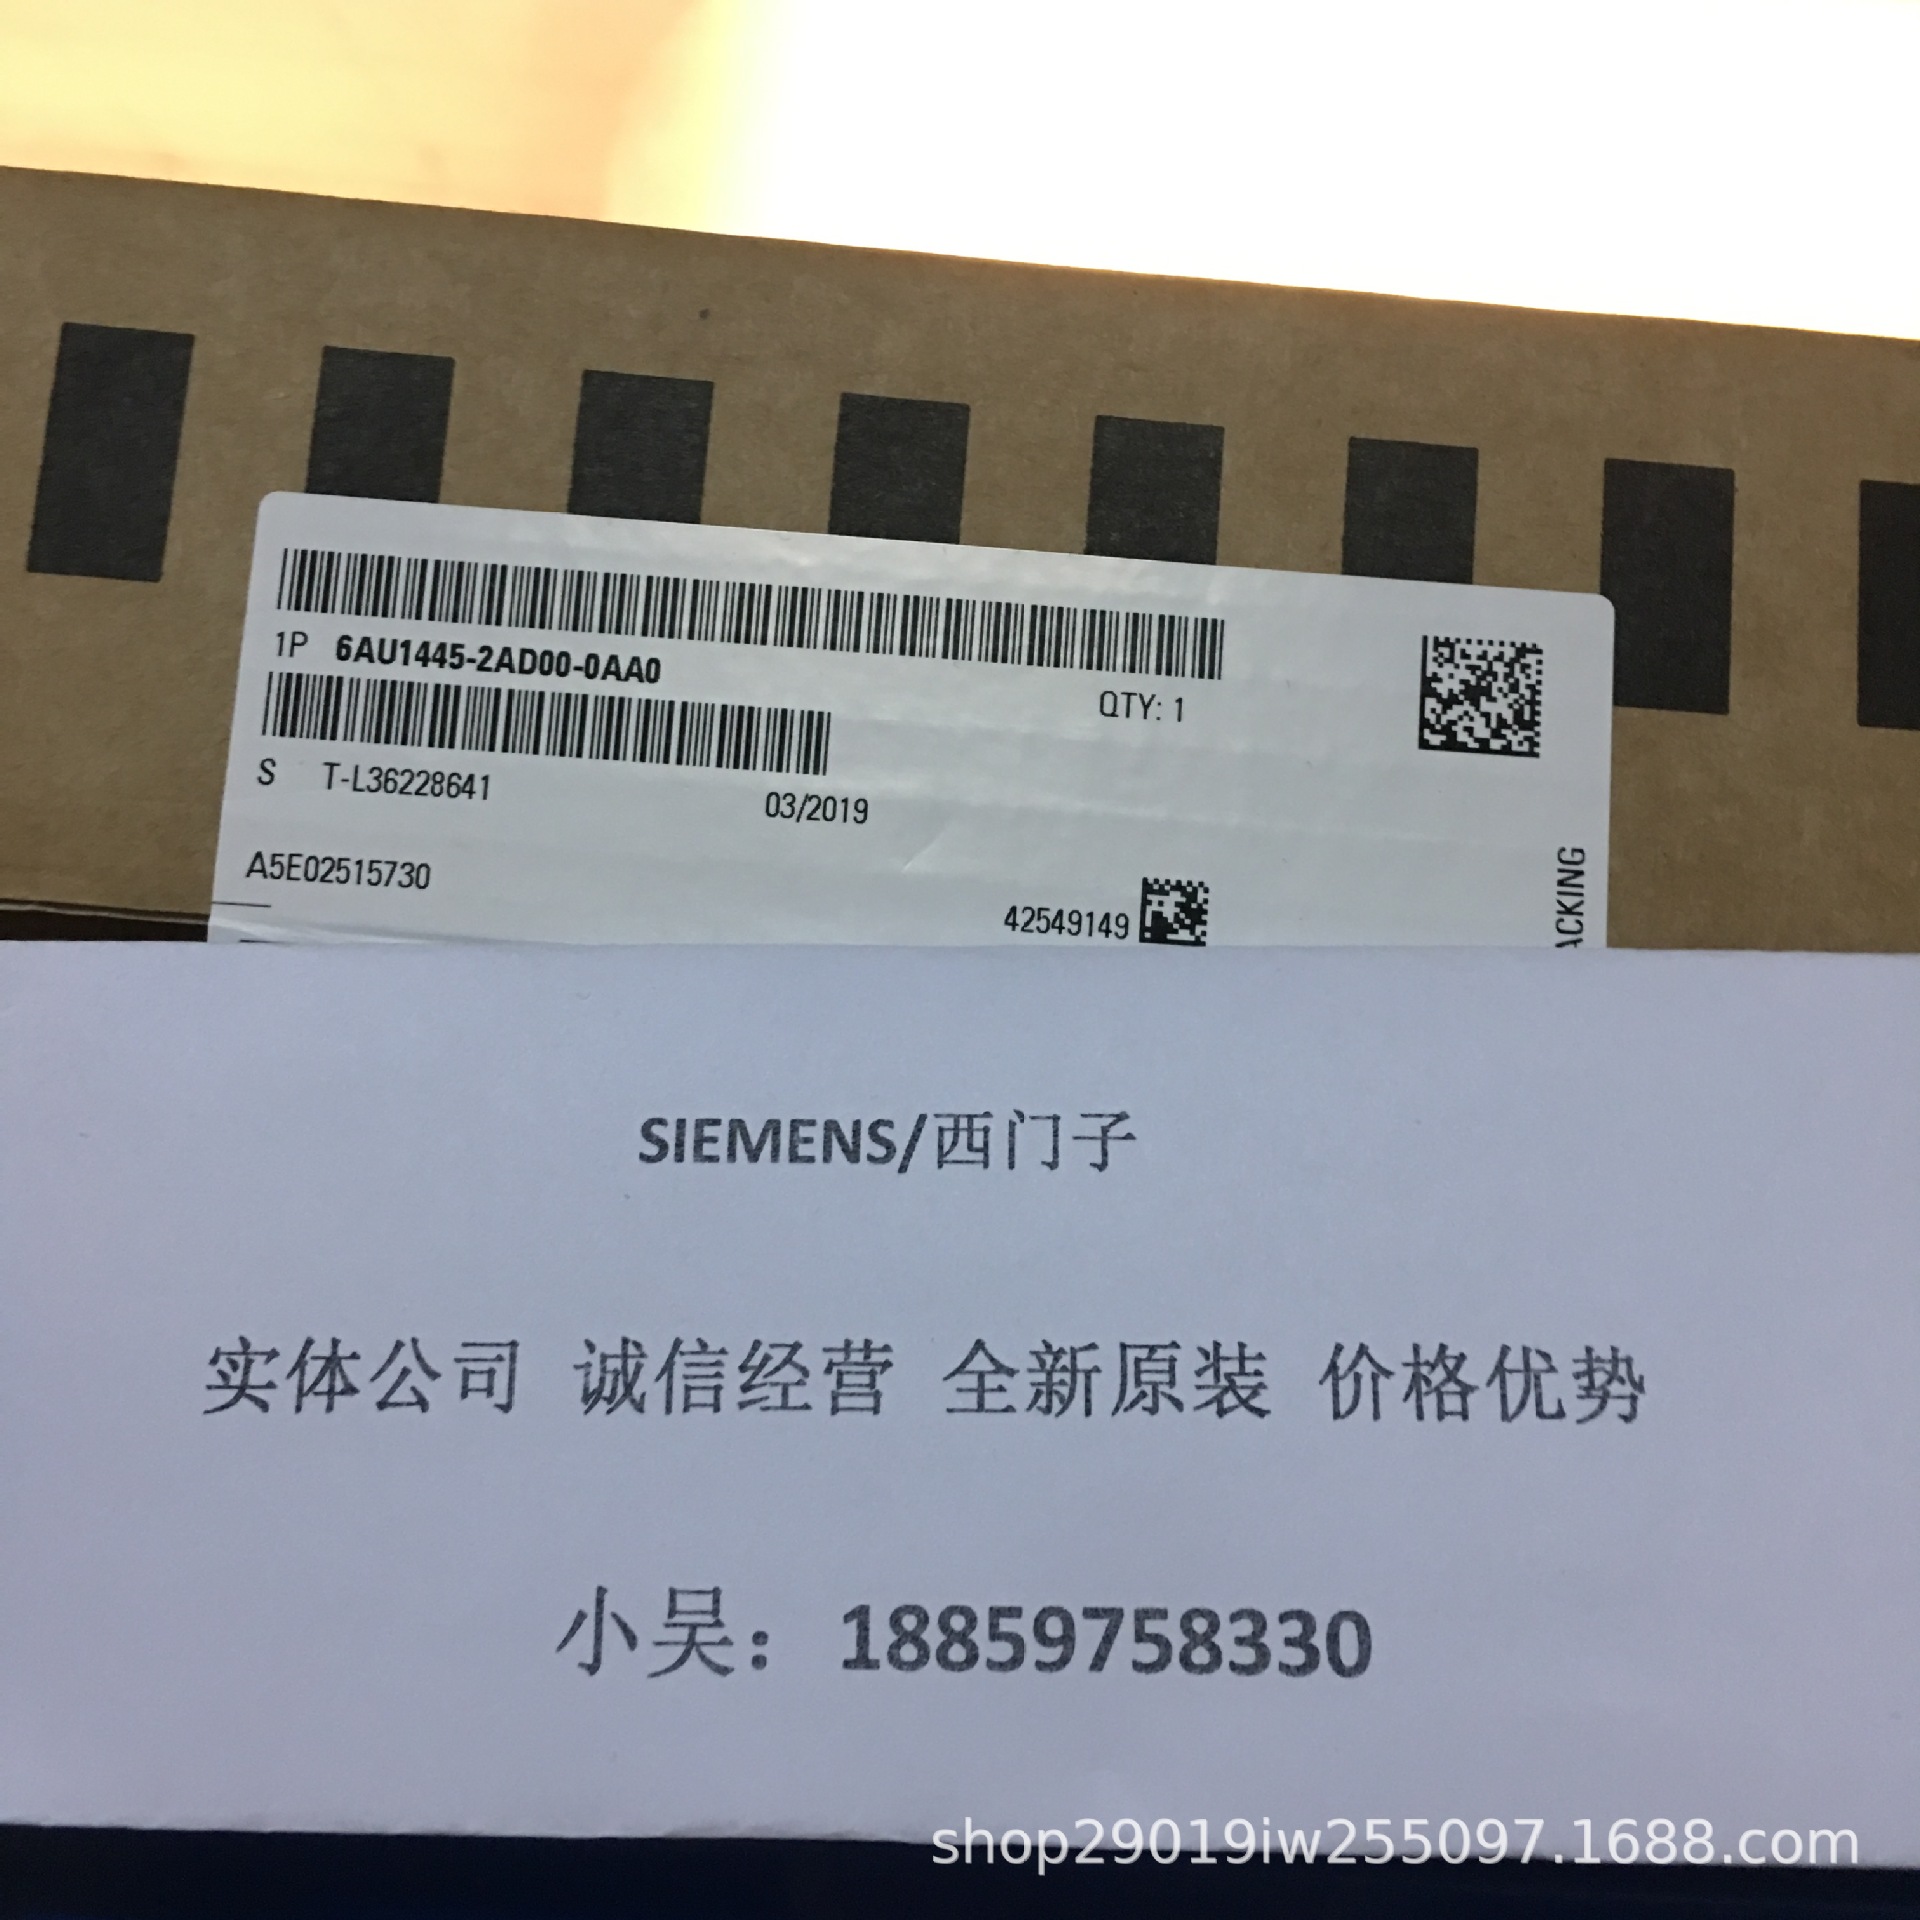 1P 6AU1445-2AD00-0AA0
QTY: 1
S T-L36228641
03/2019
A5E02515730
42549149
ACKING
SIEMENS/西门子
实体公司 诚信经营 全新原装 价格优势
小吴：18859758330
shop29019iw255097.1688.com